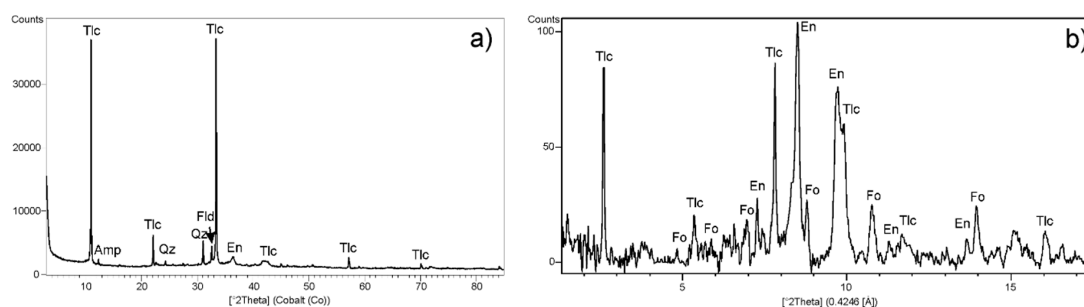 Counts
a)
Tlc
Tlc
40000
30000
20000
10000
0
Amp
Tlc
Qz
Qz
Fld
En
Tlc
Tlc
Tlc
10
20
30
40
50
60
70
80
[°2Theta] (Cobalt (Co))
Counts
b)
100
50
0
Tlc
Fo
Tlc
Fo
Fo
En
Tlc
En
Fo
En
Tlc
Fo
En
Tlc
En
Fo
Tlc
5
10
15
[°2Theta] (0.4246 [A])